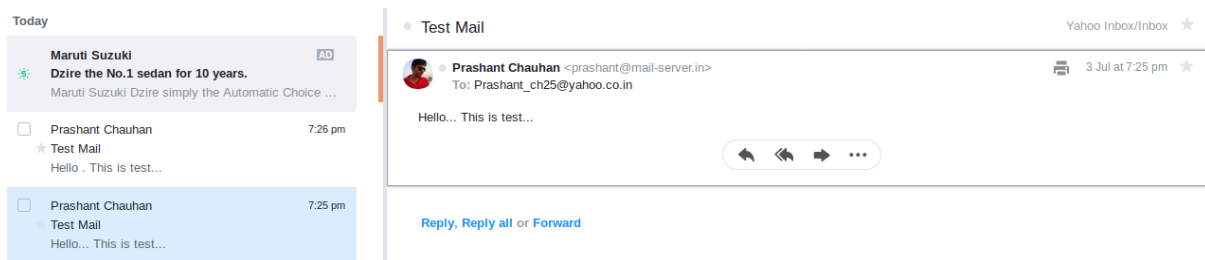 Today
Maruti Suzuki AD
Dzire the No.1 sedan for 10 years.
Maruti Suzuki Dzire simply the Automatic Choice ...
Prashant Chauhan 7:26 pm
Test Mail
Hello . This is test...
Prashant Chauhan 7:25 pm
Test Mail
Hello... This is test...
Test Mail Yahoo Inbox/Inbox
Prashant Chauhan <prashant@mail-server.in> 3 Jul at 7:25 pm
To: Prashant_ch25@yahoo.co.in
Hello... This is test...
Reply, Reply all or Forward